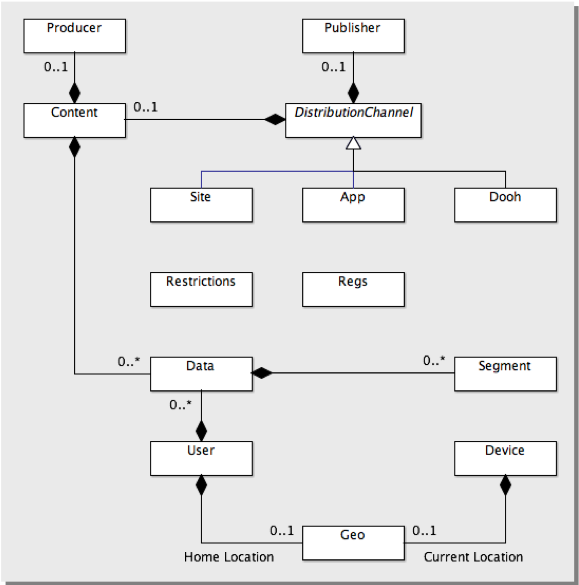 Producer
Publisher
0..1
0..1
Content
0..1
DistributionChannel
Site
App
Dooh
Restrictions
Regs
0..*
Data
0..*
Segment
0..*
User
Device
0..1
Geo
0..1
Home Location
Current Location